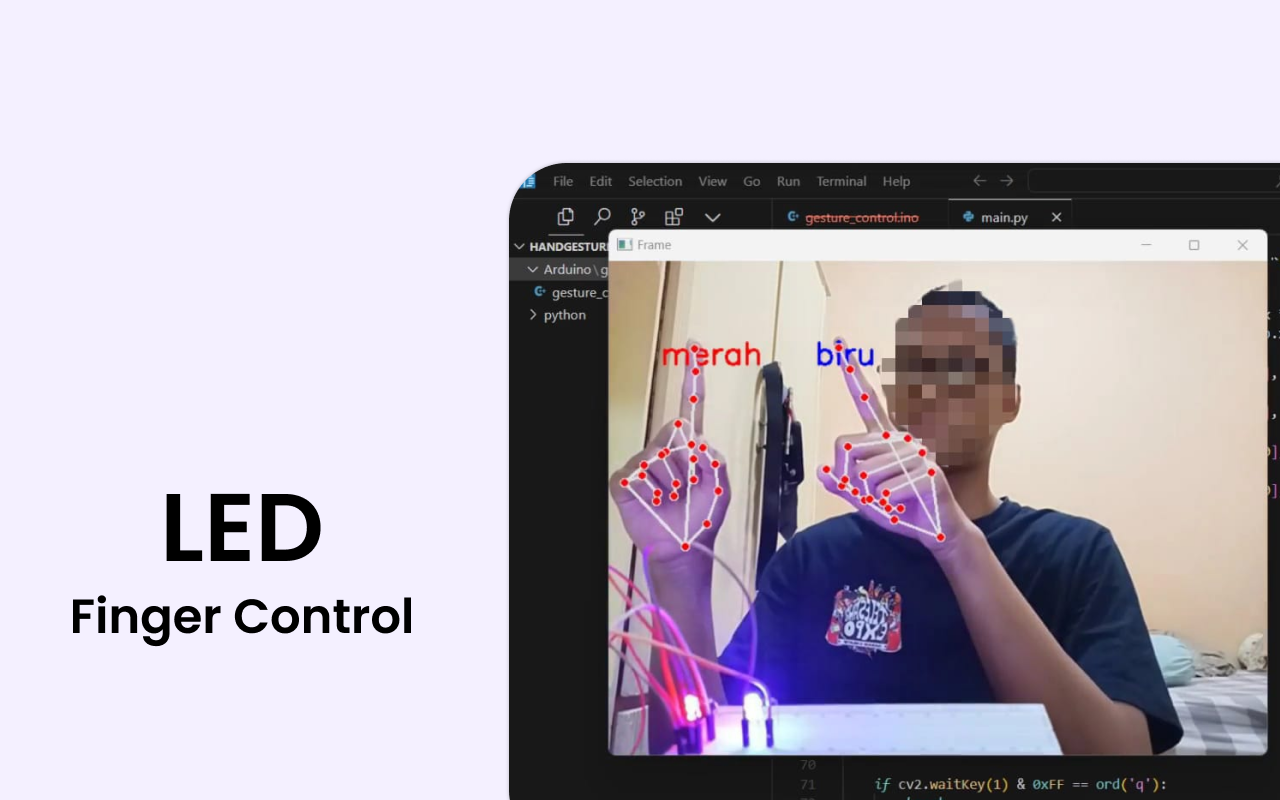 LED
Finger Control
File Edit Selection View Go Run Terminal Help
gesture_control.ino main.py
HANDGESTUR
Arduino\g
gesture_c
python
Frame
merah biru
EXPO
70
71 if cv2.waitKey(1) & 0xFF == ord('q'):